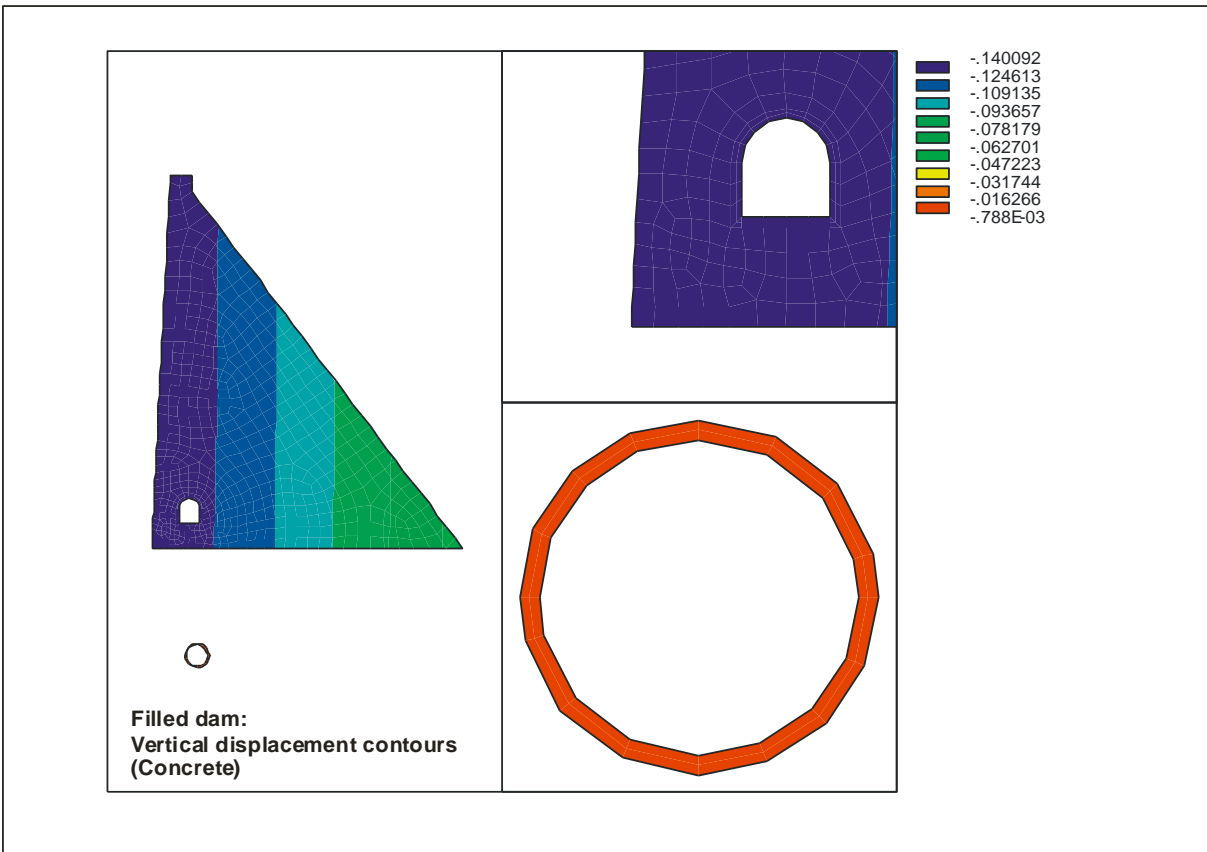 -.140092
-.124613
-.109135
-.093657
-.078179
-.062701
-.047223
-.031744
-.016266
-.788E-03
Filled dam:
Vertical displacement contours
(Concrete)